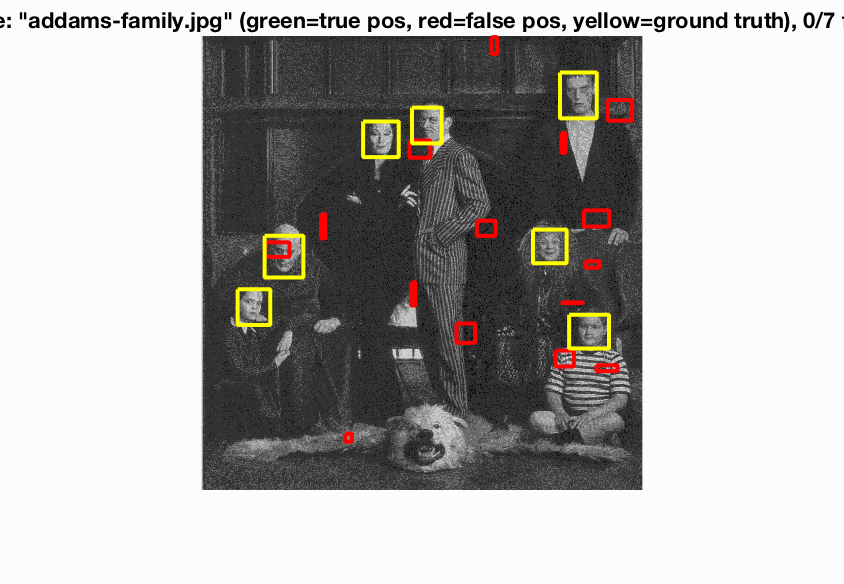 : "addams-family.jpg" (green=true pos, red=false pos, yellow=ground truth), 0/7